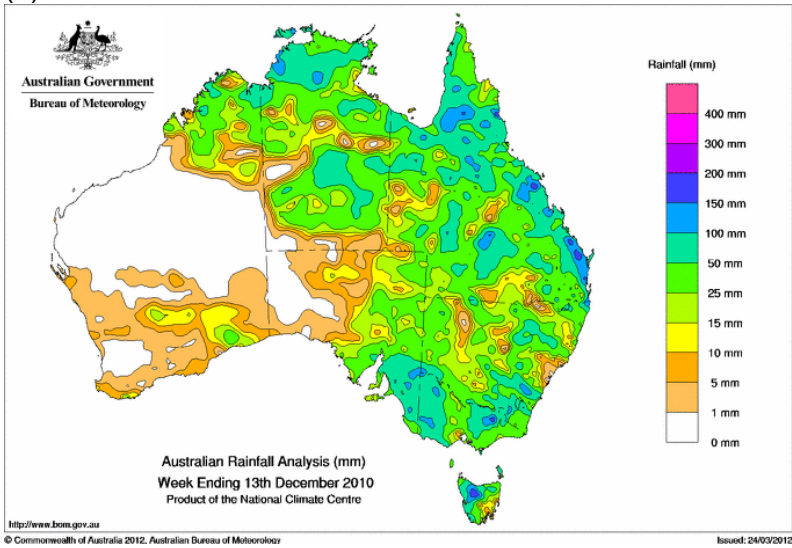 Australian Government
Bureau of Meteorology
Rainfall (mm)
400 mm
300 mm
200 mm
150 mm
100 mm
50 mm
25 mm
15 mm
10 mm
5 mm
1 mm
0 mm
Australian Rainfall Analysis (mm)
Week Ending 13th December 2010
Product of the National Climate Centre
http://www.bom.gov.au
© Commonwealth of Australia 2012, Australian Bureau of Meteorology
Issued: 24/03/2012